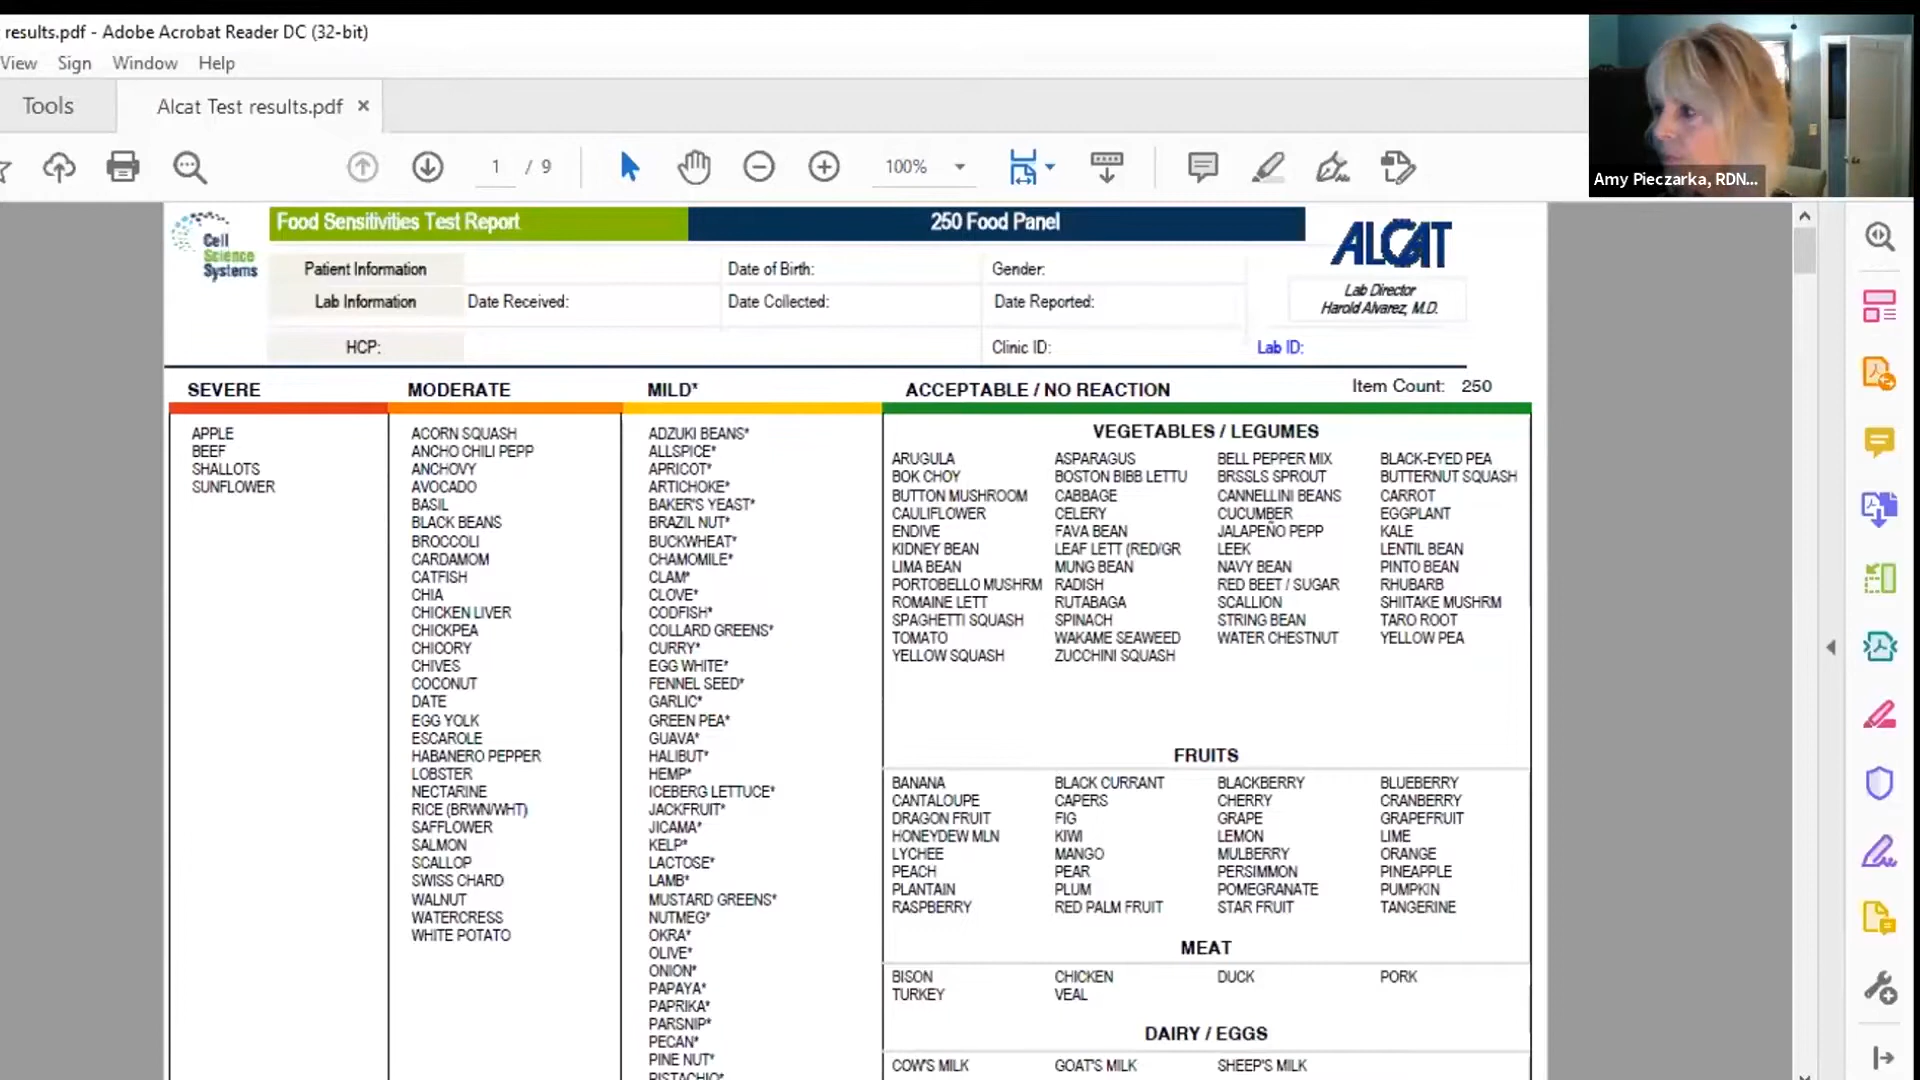 results.pdf - Adobe Acrobat Reader DC (32-bit)
View Sign Window Help
Tools Alcat Test results.pdf ×
1 / 9 100%
Amy Pieczarka, RDN...
Cell Science Systems
Food Sensitivities Test Report 250 Food Panel ALCAT
Patient Information Date of Birth: Gender:
Lab Director
Harold Alvarez, M.D.
Lab Information Date Received: Date Collected: Date Reported:
HCP: Clinic ID: Lab ID:
SEVERE MODERATE MILD* ACCEPTABLE / NO REACTION Item Count: 250
APPLE
BEEF
SHALLOTS
SUNFLOWER
ACORN SQUASH
ANCHO CHILI PEPP
ANCHOVY
AVOCADO
BASIL
BLACK BEANS
BROCCOLI
CARDAMOM
CATFISH
CHIA
CHICKEN LIVER
CHICKPEA
CHICORY
CHIVES
COCONUT
DATE
EGG YOLK
ESCAROLE
HABANERO PEPPER
LOBSTER
NECTARINE
RICE (BRWN/WHT)
SAFFLOWER
SALMON
SCALLOP
SWISS CHARD
WALNUT
WATERCRESS
WHITE POTATO
ADZUKI BEANS*
ALLSPICE*
APRICOT*
ARTICHOKE*
BAKER'S YEAST*
BRAZIL NUT*
BUCKWHEAT*
CHAMOMILE*
CLAM*
CLOVE*
CODFISH*
COLLARD GREENS*
CURRY*
EGG WHITE*
FENNEL SEED*
GARLIC*
GREEN PEA*
GUAVA*
HALIBUT*
HEMP*
ICEBERG LETTUCE*
JACKFRUIT*
JICAMA*
KELP*
LACTOSE*
LAMB*
MUSTARD GREENS*
NUTMEG*
OKRA*
OLIVE*
ONION*
PAPAYA*
PAPRIKA*
PARSNIP*
PECAN*
PINE NUT*
PISTACHIO*
VEGETABLES / LEGUMES
ARUGULA ASPARAGUS BELL PEPPER MIX BLACK-EYED PEA
BOK CHOY BOSTON BIBB LETTU BRSSLS SPROUT BUTTERNUT SQUASH
BUTTON MUSHROOM CABBAGE CANNELLINI BEANS CARROT
CAULIFLOWER CELERY CUCUMBER EGGPLANT
ENDIVE FAVA BEAN JALAPEÑO PEPP KALE
KIDNEY BEAN LEAF LETT (RED/GR LEEK LENTIL BEAN
LIMA BEAN MUNG BEAN NAVY BEAN PINTO BEAN
PORTOBELLO MUSHRM RADISH RED BEET / SUGAR RHUBARB
ROMAINE LETT RUTABAGA SCALLION SHIITAKE MUSHRM
SPAGHETTI SQUASH SPINACH STRING BEAN TARO ROOT
TOMATO WAKAME SEAWEED WATER CHESTNUT YELLOW PEA
YELLOW SQUASH ZUCCHINI SQUASH
FRUITS
BANANA BLACK CURRANT BLACKBERRY BLUEBERRY
CANTALOUPE CAPERS CHERRY CRANBERRY
DRAGON FRUIT FIG GRAPE GRAPEFRUIT
HONEYDEW MLN KIWI LEMON LIME
LYCHEE MANGO MULBERRY ORANGE
PEACH PEAR PERSIMMON PINEAPPLE
PLANTAIN PLUM POMEGRANATE PUMPKIN
RASPBERRY RED PALM FRUIT STAR FRUIT TANGERINE
MEAT
BISON CHICKEN DUCK PORK
TURKEY VEAL
DAIRY / EGGS
COW'S MILK GOAT'S MILK SHEEP'S MILK